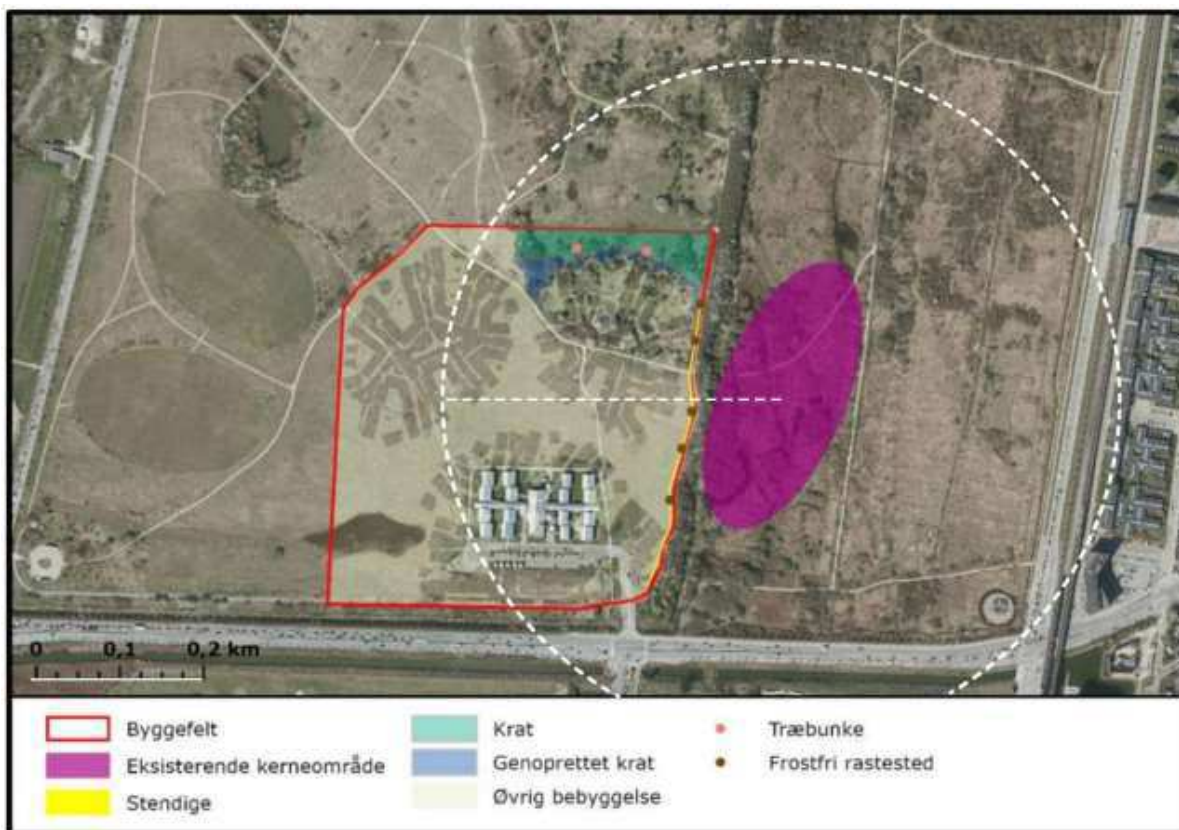 0 0,1 0,2 km
Byggefelt
Eksisterende kerneområde
Stendige
Krat
Genoprettet krat
Øvrig bebyggelse
Træbunke
Frostfri rastested